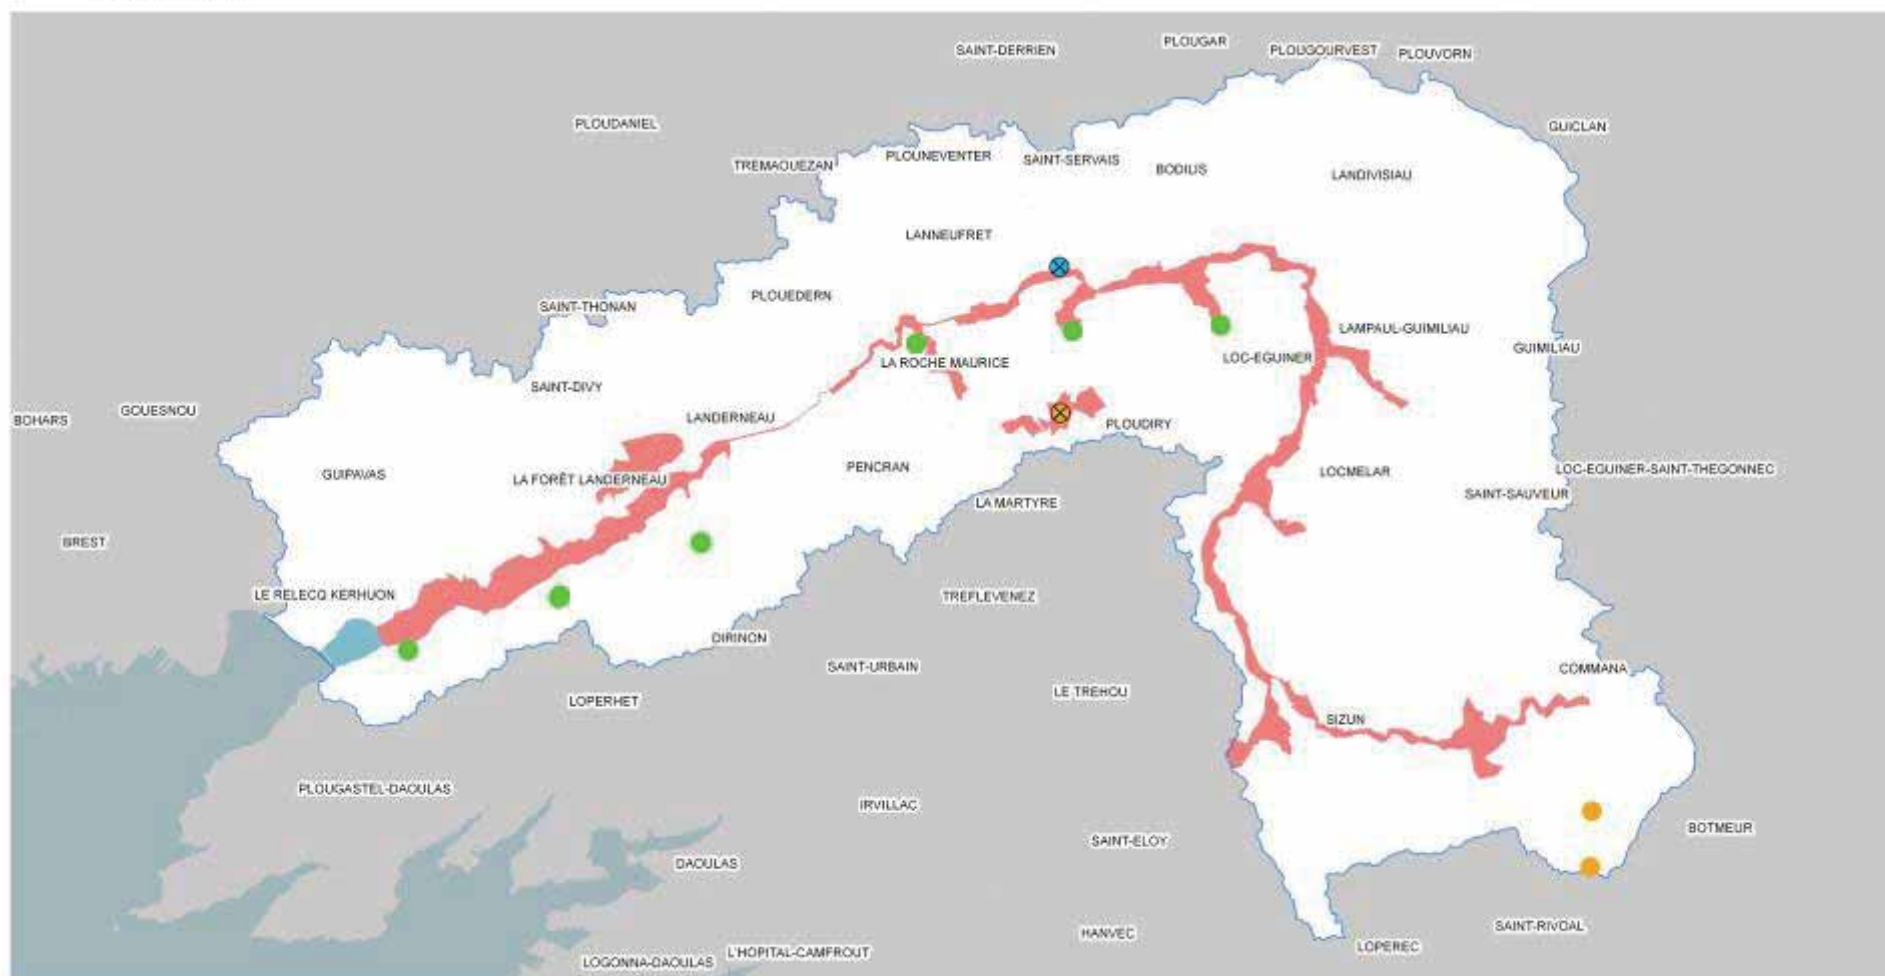 SAINT-DERRIEN
PLOUGAR
PLOUGOURVEST
PLOUVORN
PLOUDANIEL
GUICLAN
TREMAOUEZAN
PLOUNEVENTER
SAINT-SERVAIS
BODILIS
LANDIVISIAU
LANNEUFRET
SAINT-THONAN
PLOUEDERN
LAMPAUL-GUIMILIAU
GUIMILIAU
LA ROCHE MAURICE
LOC-EGUINER
SAINT-DIVY
BOHARS
GOUESNOU
LANDERNEAU
PLOUDIRY
GUIPAVAS
LA FORÊT LANDERNEAU
PENCRAN
LOCMELAR
LOC-EGUINER-SAINT-THEGONNEC
SAINT-SAUVEUR
LA MARTYRE
BREST
LE RELECQ KERHUON
TREFLEVENEZ
DIRINON
SAINT-URBAIN
COMMANA
LOPERHET
LE TREHOU
SIZUN
PLOUGASTEL-DAOULAS
IRVILLAC
BOTMEUR
SAINT-ELOY
DAOULAS
SAINT-RIVOAL
HANVEC
LOPEREC
L'HOPITAL-CAMFROUT
LOGONNA-DAOULAS